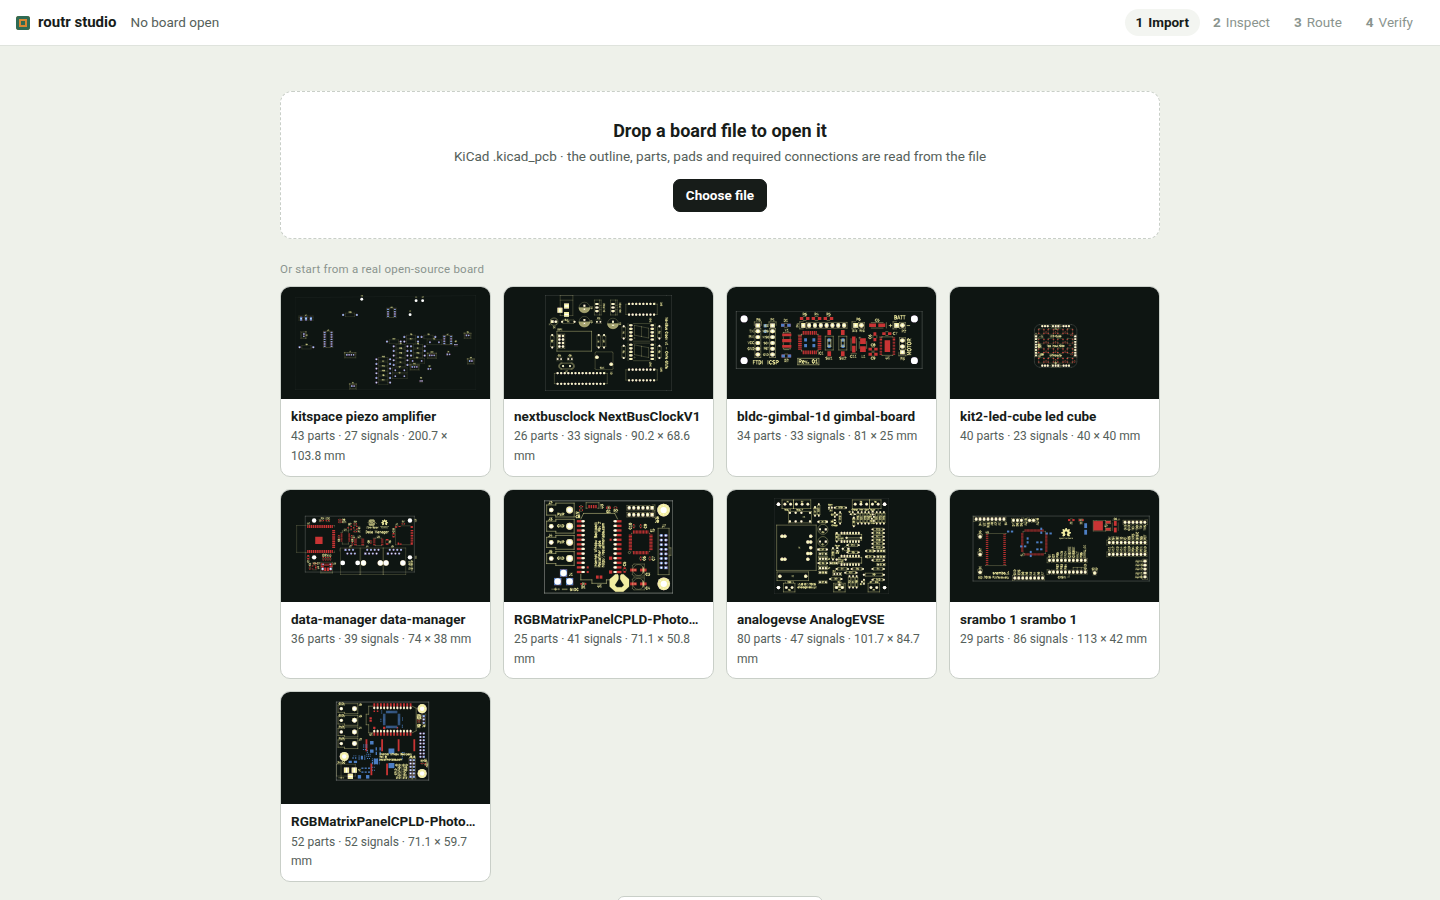 routr studio No board open
1 Import 2 Inspect 3 Route 4 Verify
Drop a board file to open it
KiCad .kicad_pcb · the outline, parts, pads and required connections are read from the file
Choose file
Or start from a real open-source board
kitspace piezo amplifier
43 parts · 27 signals · 200.7 ×
103.8 mm
nextbusclock NextBusClockV1
26 parts · 33 signals · 90.2 × 68.6
mm
BATT
MOTOR
FTDI ICSP
bldc-gimbal-1d gimbal-board
34 parts · 33 signals · 81 × 25 mm
kit2-led-cube led cube
40 parts · 23 signals · 40 × 40 mm
data-manager data-manager
36 parts · 39 signals · 74 × 38 mm
RGBMatrixPanelCPLD-Photo...
25 parts · 41 signals · 71.1 × 50.8
mm
analogevse AnalogEVSE
80 parts · 47 signals · 101.7 × 84.7
mm
srambo 1 srambo 1
29 parts · 86 signals · 113 × 42 mm
RGBMatrixPanelCPLD-Photo...
52 parts · 52 signals · 71.1 × 59.7
mm